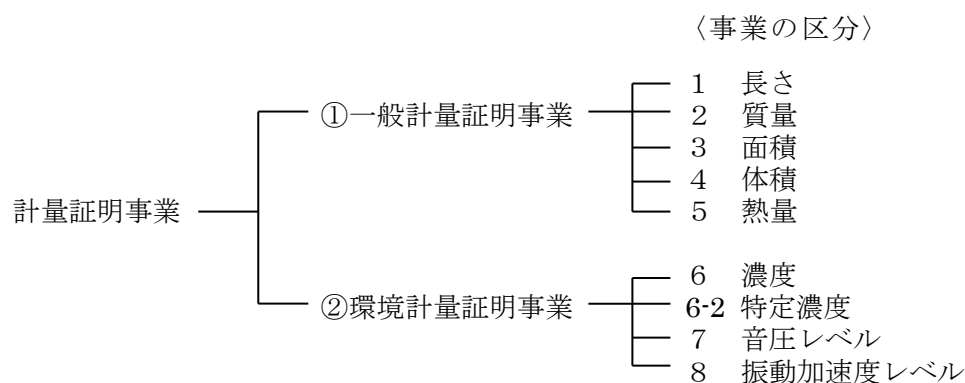 〈事業の区分〉
1 長さ
①一般計量証明事業
2 質量
3 面積
4 体積
計量証明事業
5 熱量
6 濃度
②環境計量証明事業
6-2 特定濃度
7 音圧レベル
8 振動加速度レベル